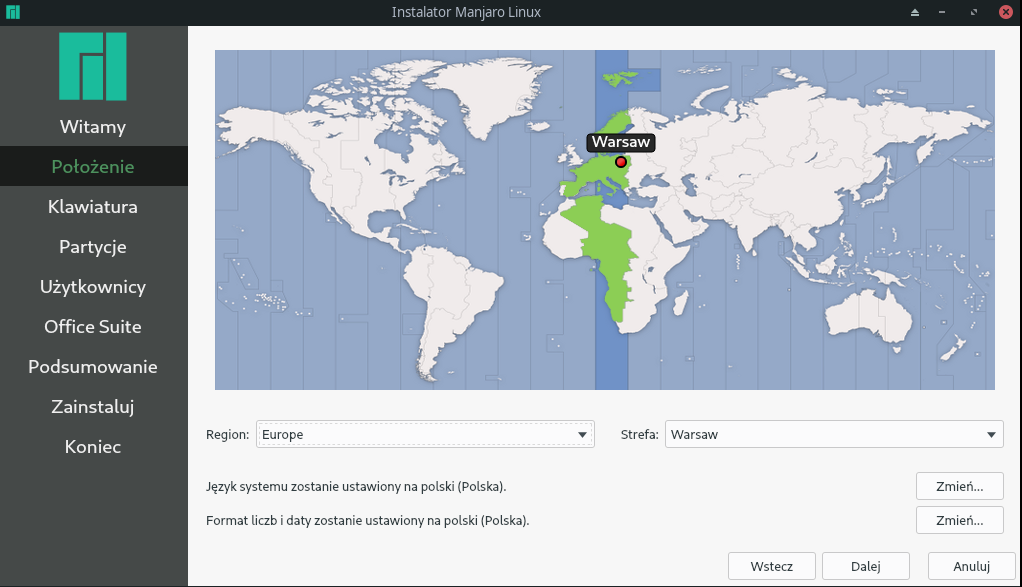 Instalator Manjaro Linux
Witamy
Położenie
Klawiatura
Partycje
Użytkownicy
Office Suite
Podsumowanie
Zainstaluj
Koniec
Warsaw
Region: Europe Strefa: Warsaw
Język systemu zostanie ustawiony na polski (Polska). Zmień...
Format liczb i daty zostanie ustawiony na polski (Polska). Zmień...
Wstecz Dalej Anuluj